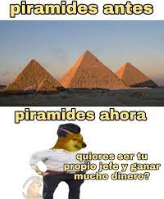 piramides antes
piramides ahora
quieres ser tu
propio jefe y ganar
mucho dinero?